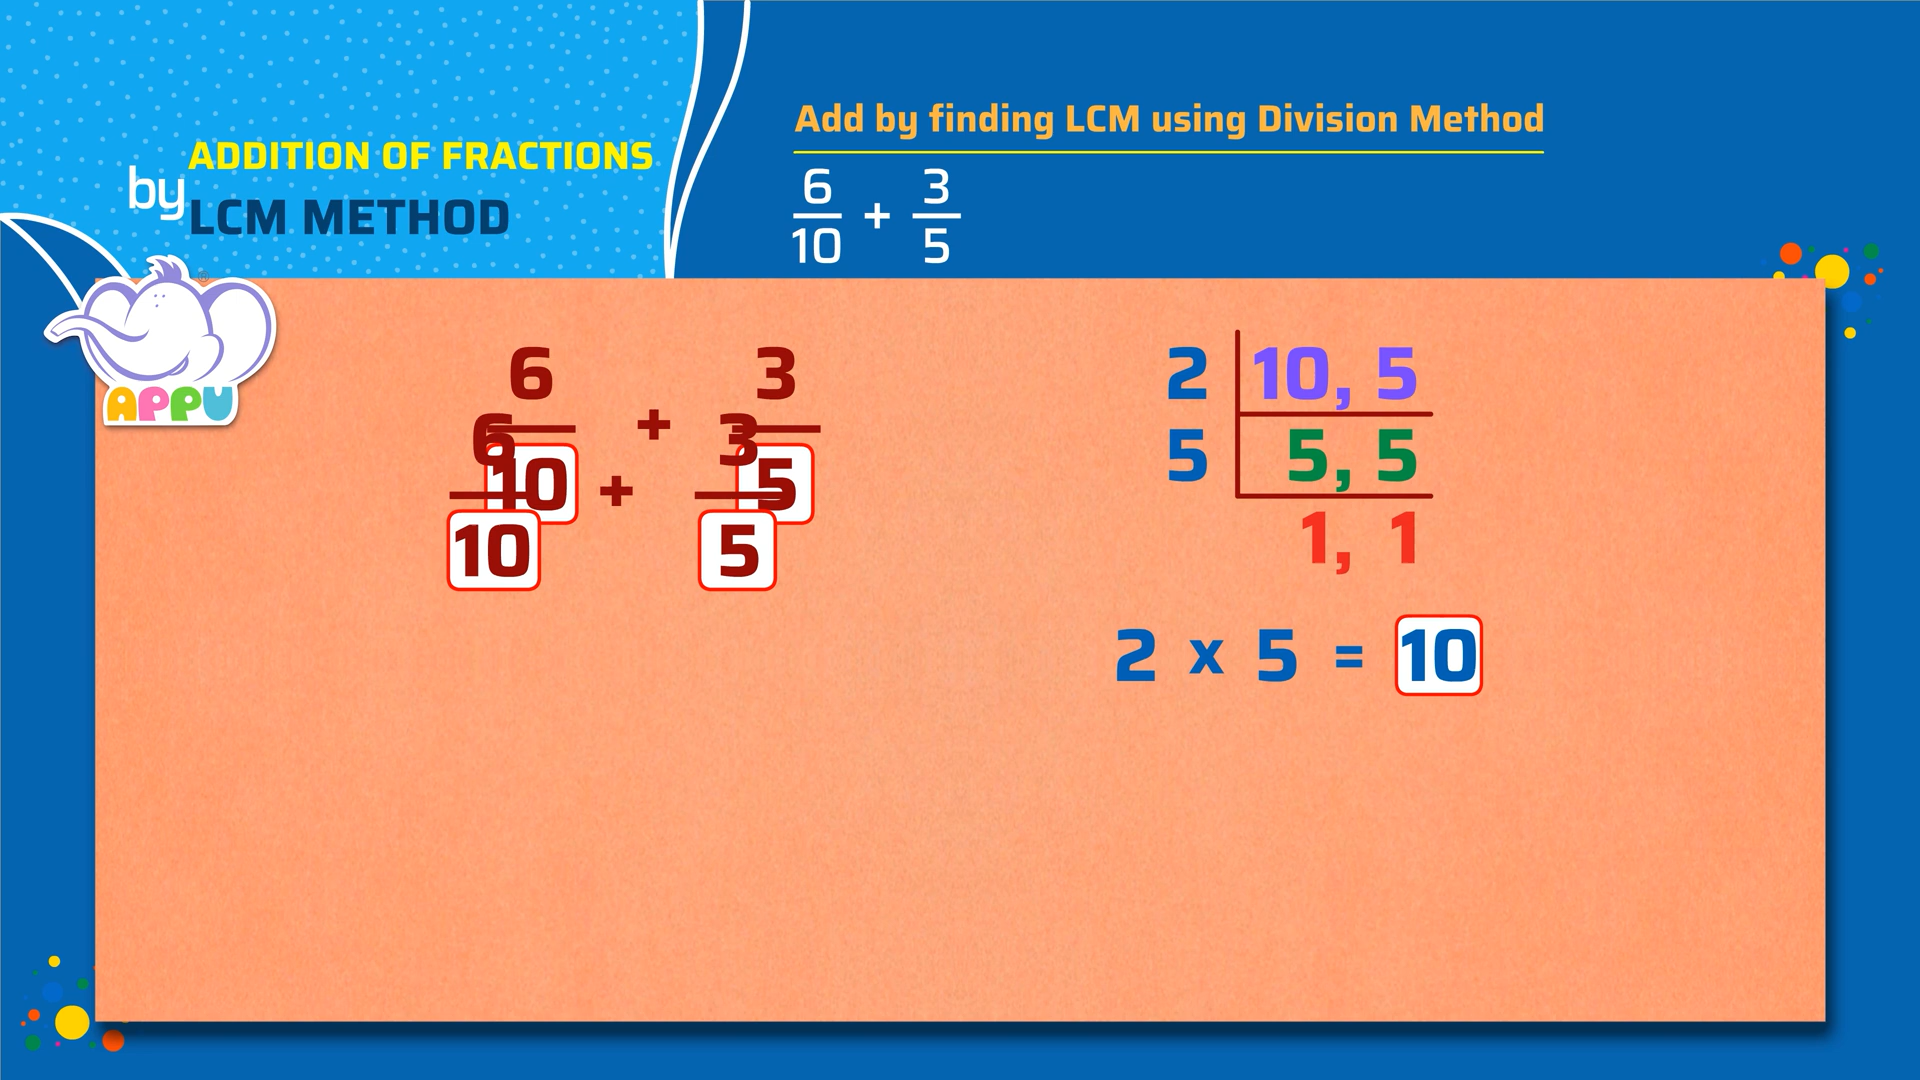 ADDITION OF FRACTIONS
by LCM METHOD
Add by finding LCM using Division Method
6/10 + 3/5
®
APPU
6/10 + 3/5
6/10 + 3/5
2 | 10, 5
5 | 5, 5
1, 1
2 x 5 = 10